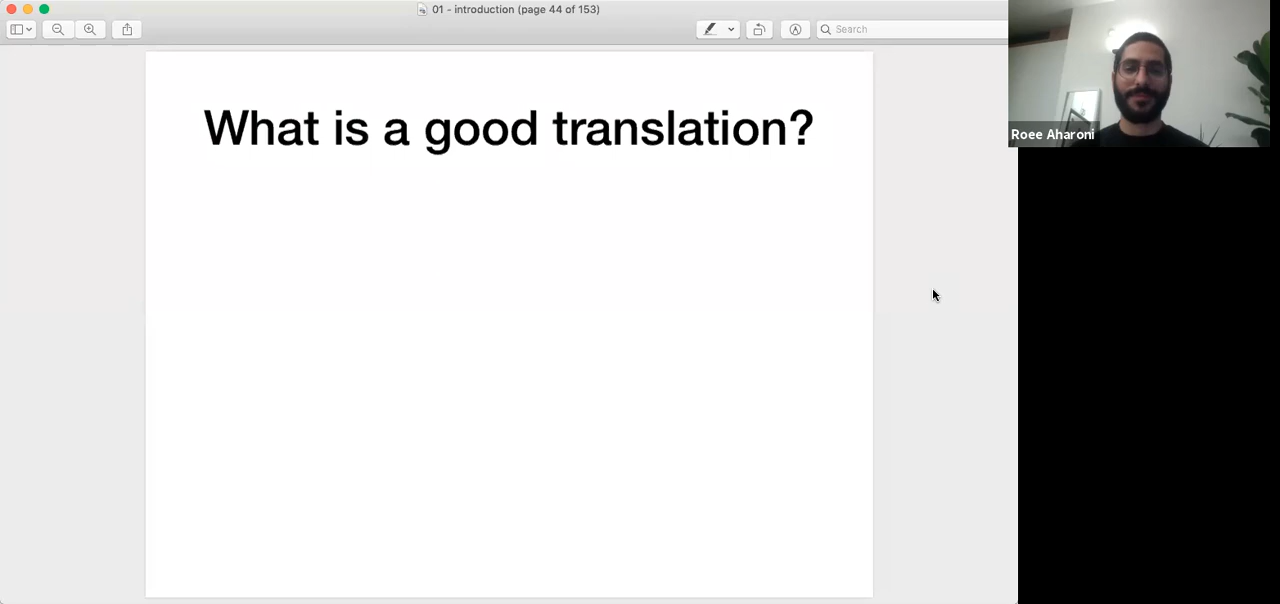 01 - introduction (page 44 of 153)
Search
What is a good translation?
Roee Aharoni